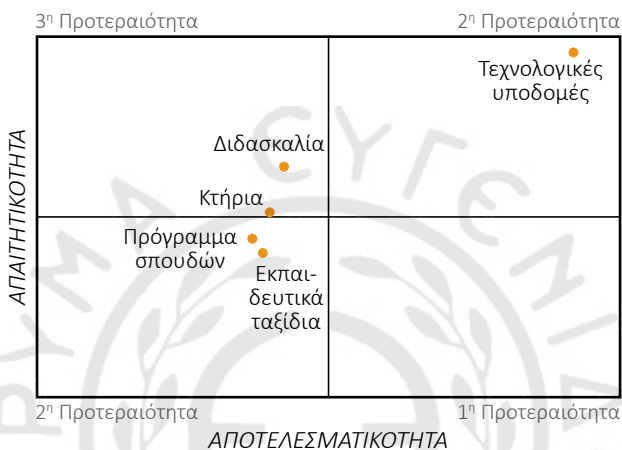 3η Προτεραιότητα
2η Προτεραιότητα
Τεχνολογικές
υποδομές
Διδασκαλία
Κτήρια
Πρόγραμμα
σπουδών
Εκπαι-
δευτικά
ταξίδια
ΑΠΑΙΤΗΤΙΚΟΤΗΤΑ
2η Προτεραιότητα
1η Προτεραιότητα
ΑΠΟΤΕΛΕΣΜΑΤΙΚΟΤΗΤΑ